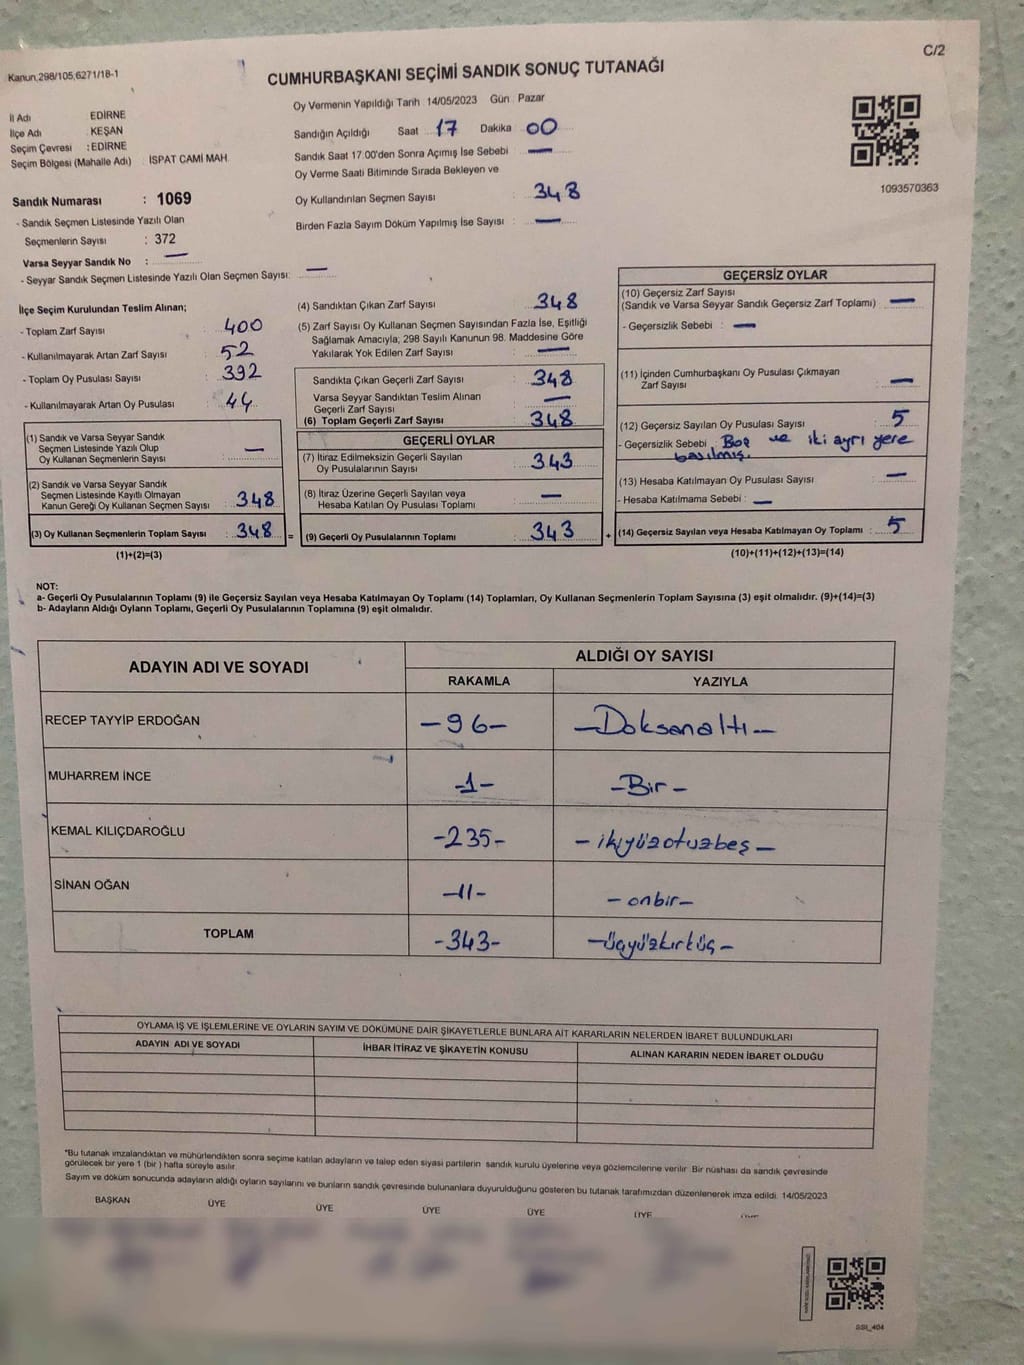 C/2
Kanun;298/105,6271/18-1
CUMHURBAŞKANI SEÇİMİ SANDIK SONUÇ TUTANAĞI
Oy Vermenin Yapıldığı Tarih 14/05/2023 Gün : Pazar
İl Adı EDİRNE
İlçe Adı KEŞAN
Seçim Çevresi : EDİRNE
Seçim Bölgesi (Mahalle Adı) : İSPAT CAMİ MAH.
Sandığın Açıldığı Saat 17 Dakika 00
Sandık Saat 17.00'den Sonra Açımış İse Sebebi —
Oy Verme Saati Bitiminde Sırada Bekleyen ve
Oy Kullandırılan Seçmen Sayısı : 348
Birden Fazla Sayım Döküm Yapılmış İse Sayısı : —
1093570363
Sandık Numarası : 1069
- Sandık Seçmen Listesinde Yazılı Olan
Seçmenlerin Sayısı : 372
Varsa Seyyar Sandık No : —
- Seyyar Sandık Seçmen Listesinde Yazılı Olan Seçmen Sayısı: —
İlçe Seçim Kurulundan Teslim Alınan;
- Toplam Zarf Sayısı : 400
- Kullanılmayarak Artan Zarf Sayısı : 52
- Toplam Oy Pusulası Sayısı : 392
- Kullanılmayarak Artan Oy Pusulası : 44
(1) Sandık ve Varsa Seyyar Sandık
Seçmen Listesinde Yazılı Olup
Oy Kullanan Seçmenlerin Sayısı —
(2) Sandık ve Varsa Seyyar Sandık
Seçmen Listesinde Kayıtlı Olmayan
Kanun Gereği Oy Kullanan Seçmen Sayısı 348
(3) Oy Kullanan Seçmenlerin Toplam Sayısı : 348 =
(1)+(2)=(3)
(4) Sandıktan Çıkan Zarf Sayısı : 348
(5) Zarf Sayısı Oy Kullanan Seçmen Sayısından Fazla İse, Eşitliği
Sağlamak Amacıyla; 298 Sayılı Kanunun 98. Maddesine Göre
Yakılarak Yok Edilen Zarf Sayısı : —
Sandıkta Çıkan Geçerli Zarf Sayısı : 348
Varsa Seyyar Sandıktan Teslim Alınan
Geçerli Zarf Sayısı : —
(6) Toplam Geçerli Zarf Sayısı : 348
GEÇERLİ OYLAR
(7) İtiraz Edilmeksizin Geçerli Sayılan
Oy Pusulalarının Sayısı : 343
(8) İtiraz Üzerine Geçerli Sayılan veya
Hesaba Katılan Oy Pusulası Toplamı : —
(9) Geçerli Oy Pusulalarının Toplamı : 343 +
GEÇERSİZ OYLAR
(10) Geçersiz Zarf Sayısı
(Sandık ve Varsa Seyyar Sandık Geçersiz Zarf Toplamı) : —
- Geçersizlik Sebebi : —
(11) İçinden Cumhurbaşkanı Oy Pusulası Çıkmayan
Zarf Sayısı : —
(12) Geçersiz Sayılan Oy Pusulası Sayısı : 5
- Geçersizlik Sebebi : Boş ve iki ayrı yere
basılmış.
(13) Hesaba Katılmayan Oy Pusulası Sayısı : —
- Hesaba Katılmama Sebebi : —
(14) Geçersiz Sayılan veya Hesaba Katılmayan Oy Toplamı : 5
(10)+(11)+(12)+(13)=(14)
NOT:
a- Geçerli Oy Pusulalarının Toplamı (9) ile Geçersiz Sayılan veya Hesaba Katılmayan Oy Toplamı (14) Toplamları, Oy Kullanan Seçmenlerin Toplam Sayısına (3) eşit olmalıdır. (9)+(14)=(3)
b- Adayların Aldığı Oyların Toplamı, Geçerli Oy Pusulalarının Toplamına (9) eşit olmalıdır.
ADAYIN ADI VE SOYADI ALDIĞI OY SAYISI
RAKAMLA YAZIYLA
RECEP TAYYİP ERDOĞAN -96- -Doksanaltı-
MUHARREM İNCE -1- -Bir-
KEMAL KILIÇDAROĞLU -235- -ikiyüzotuzbeş-
SİNAN OĞAN -11- -onbir-
TOPLAM -343- -üçyüzkırküç-
OYLAMA İŞ VE İŞLEMLERİNE VE OYLARIN SAYIM VE DÖKÜMÜNE DAİR ŞİKAYETLERLE BUNLARA AİT KARARLARIN NELERDEN İBARET BULUNDUKLARI
ADAYIN ADI VE SOYADI İHBAR İTİRAZ VE ŞİKAYETİN KONUSU ALINAN KARARIN NEDEN İBARET OLDUĞU
"Bu tutanak imzalandıktan ve mühürlendikten sonra seçime katılan adayların ve talep eden siyasi partilerin sandık kurulu üyelerine veya gözlemcilerine verilir. Bir nüshası da sandık çevresinde
görülecek bir yere 1 (bir ) hafta süreyle asılır.
Sayım ve döküm sonucunda adayların aldığı oyların sayılarını ve bunların sandık çevresinde bulunanlara duyurulduğunu gösteren bu tutanak tarafımızdan düzenlenerek imza edildi. 14/05/2023
BAŞKAN ÜYE ÜYE ÜYE ÜYE ÜYE
SSI_404